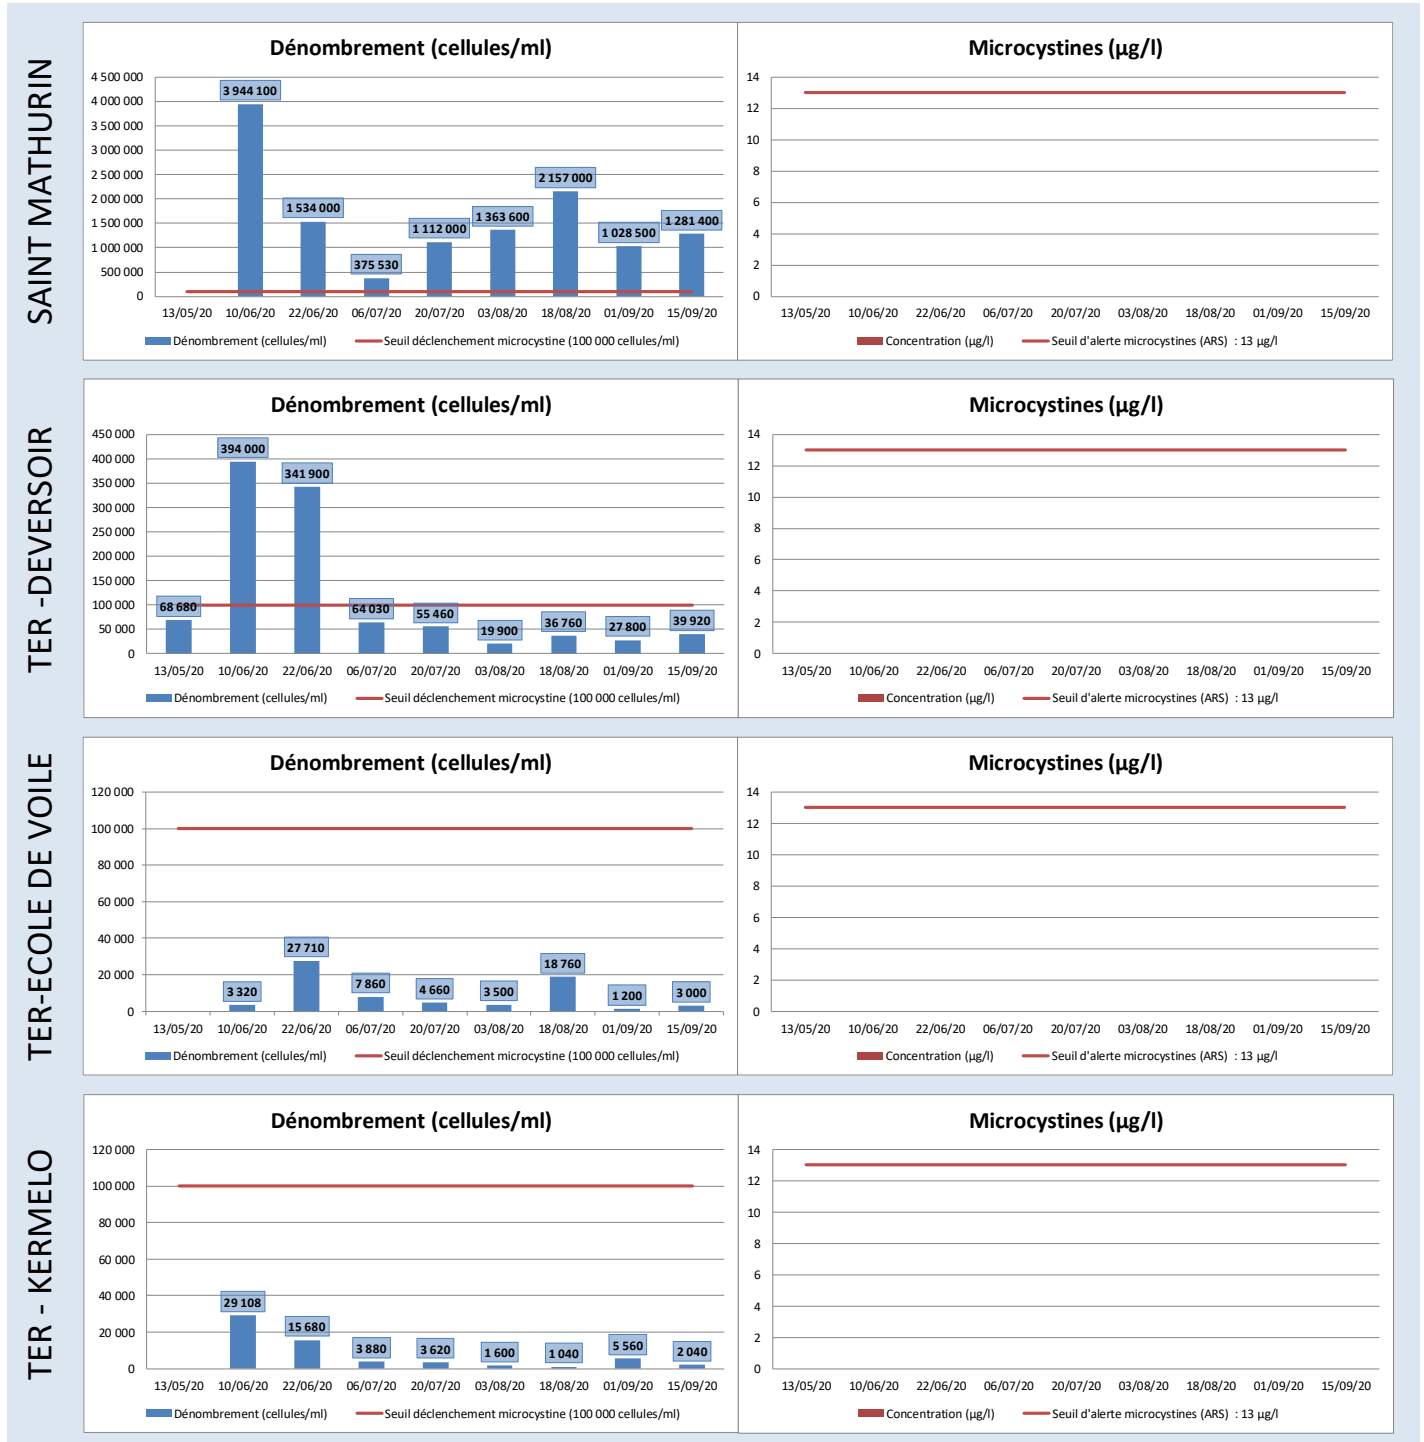 SAINT MATHURIN
Dénombrement (cellules/ml)
4 500 000
4 000 000
3 500 000
3 000 000
2 500 000
2 000 000
1 500 000
1 000 000
500 000
0
3 944 100
1 534 000
375 530
1 112 000
1 363 600
2 157 000
1 028 500
1 281 400
13/05/20 10/06/20 22/06/20 06/07/20 20/07/20 03/08/20 18/08/20 01/09/20 15/09/20
Dénombrement (cellules/ml) Seuil déclenchement microcystine (100 000 cellules/ml)
Microcystines (µg/l)
14
12
10
8
6
4
2
0
13/05/20 10/06/20 22/06/20 06/07/20 20/07/20 03/08/20 18/08/20 01/09/20 15/09/20
Concentration (µg/l) Seuil d'alerte microcystines (ARS) : 13 µg/l
TER -DEVERSOIR
Dénombrement (cellules/ml)
450 000
400 000
350 000
300 000
250 000
200 000
150 000
100 000
50 000
0
68 680
394 000
341 900
64 030
55 460
19 900
36 760
27 800
39 920
13/05/20 10/06/20 22/06/20 06/07/20 20/07/20 03/08/20 18/08/20 01/09/20 15/09/20
Dénombrement (cellules/ml) Seuil déclenchement microcystine (100 000 cellules/ml)
Microcystines (µg/l)
14
12
10
8
6
4
2
0
13/05/20 10/06/20 22/06/20 06/07/20 20/07/20 03/08/20 18/08/20 01/09/20 15/09/20
Concentration (µg/l) Seuil d'alerte microcystines (ARS) : 13 µg/l
TER-ECOLE DE VOILE
Dénombrement (cellules/ml)
120 000
100 000
80 000
60 000
40 000
20 000
0
3 320
27 710
7 860
4 660
3 500
18 760
1 200
3 000
13/05/20 10/06/20 22/06/20 06/07/20 20/07/20 03/08/20 18/08/20 01/09/20 15/09/20
Dénombrement (cellules/ml) Seuil déclenchement microcystine (100 000 cellules/ml)
Microcystines (µg/l)
14
12
10
8
6
4
2
0
13/05/20 10/06/20 22/06/20 06/07/20 20/07/20 03/08/20 18/08/20 01/09/20 15/09/20
Concentration (µg/l) Seuil d'alerte microcystines (ARS) : 13 µg/l
TER - KERMELO
Dénombrement (cellules/ml)
120 000
100 000
80 000
60 000
40 000
20 000
0
29 108
15 680
3 880
3 620
1 600
1 040
5 560
2 040
13/05/20 10/06/20 22/06/20 06/07/20 20/07/20 03/08/20 18/08/20 01/09/20 15/09/20
Dénombrement (cellules/ml) Seuil déclenchement microcystine (100 000 cellules/ml)
Microcystines (µg/l)
14
12
10
8
6
4
2
0
13/05/20 10/06/20 22/06/20 06/07/20 20/07/20 03/08/20 18/08/20 01/09/20 15/09/20
Concentration (µg/l) Seuil d'alerte microcystines (ARS) : 13 µg/l